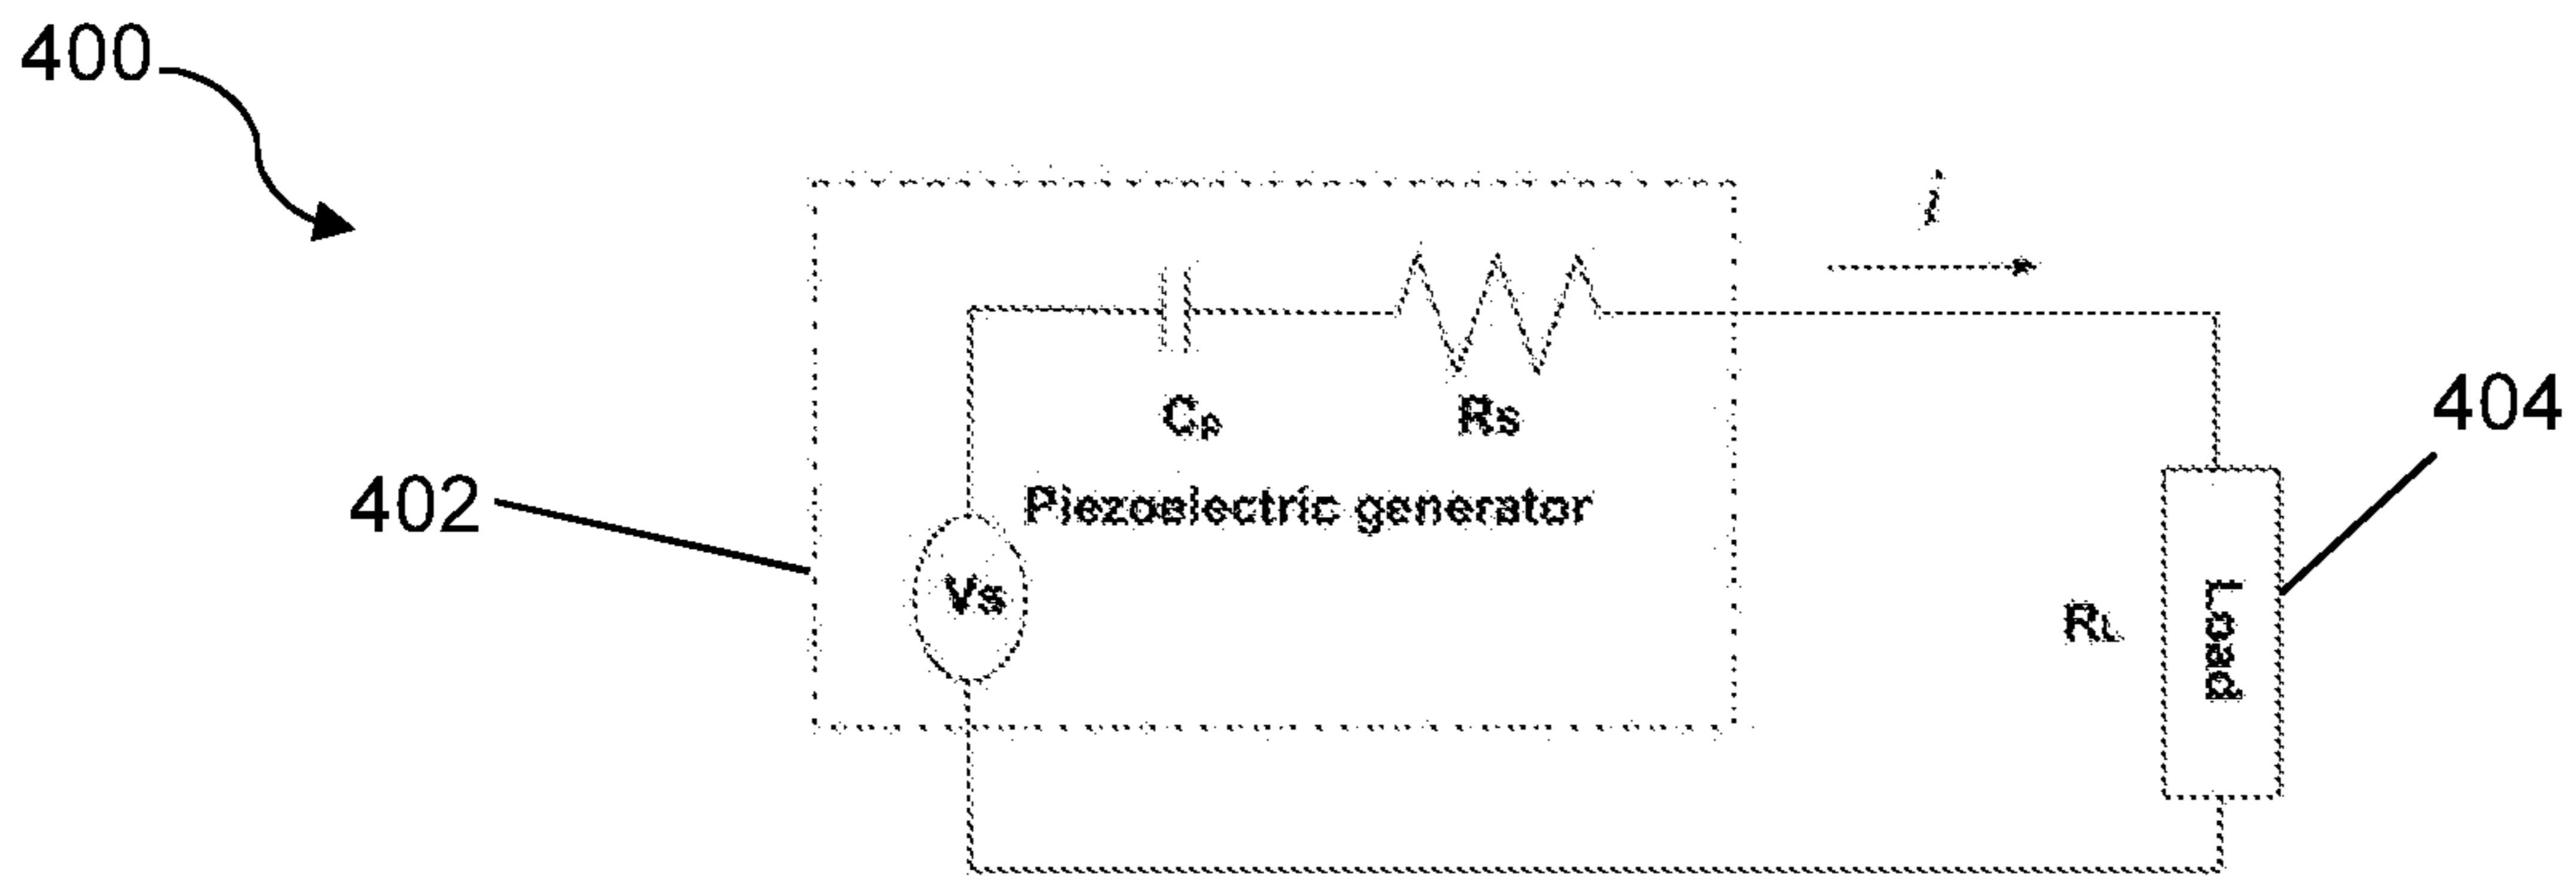 400
i
Cp
Rs
404
402
Piezoelectric generator
Vs
RL
Load